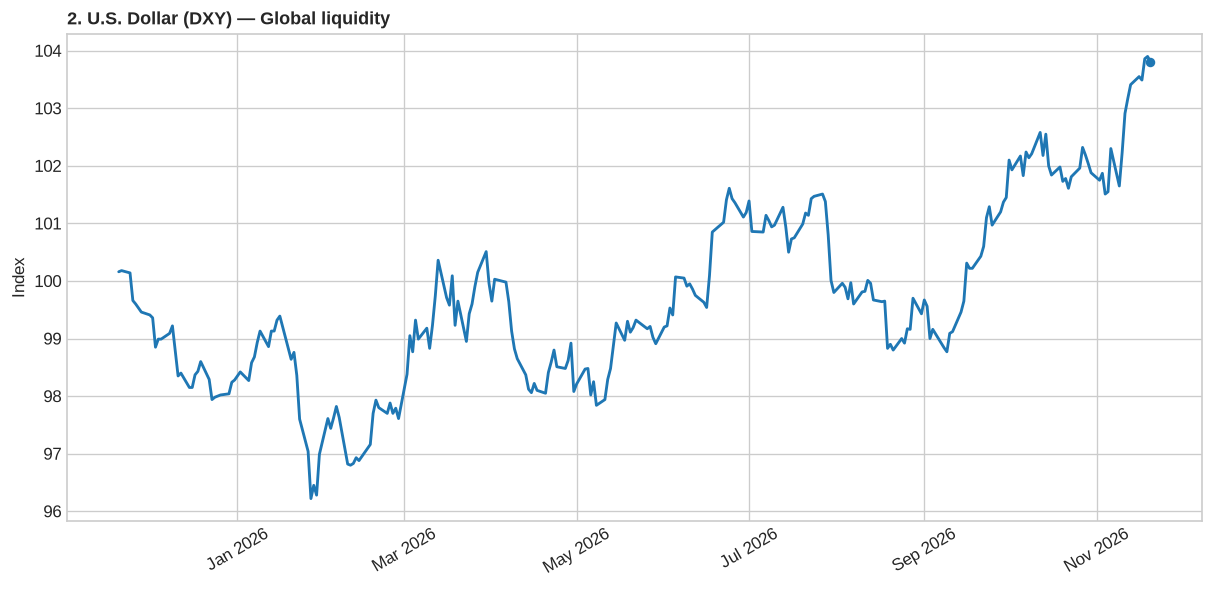 2. U.S. Dollar (DXY) — Global liquidity
104
103
102
101
100
99
98
97
96
Index
Jan 2026
Mar 2026
May 2026
Jul 2026
Sep 2026
Nov 2026